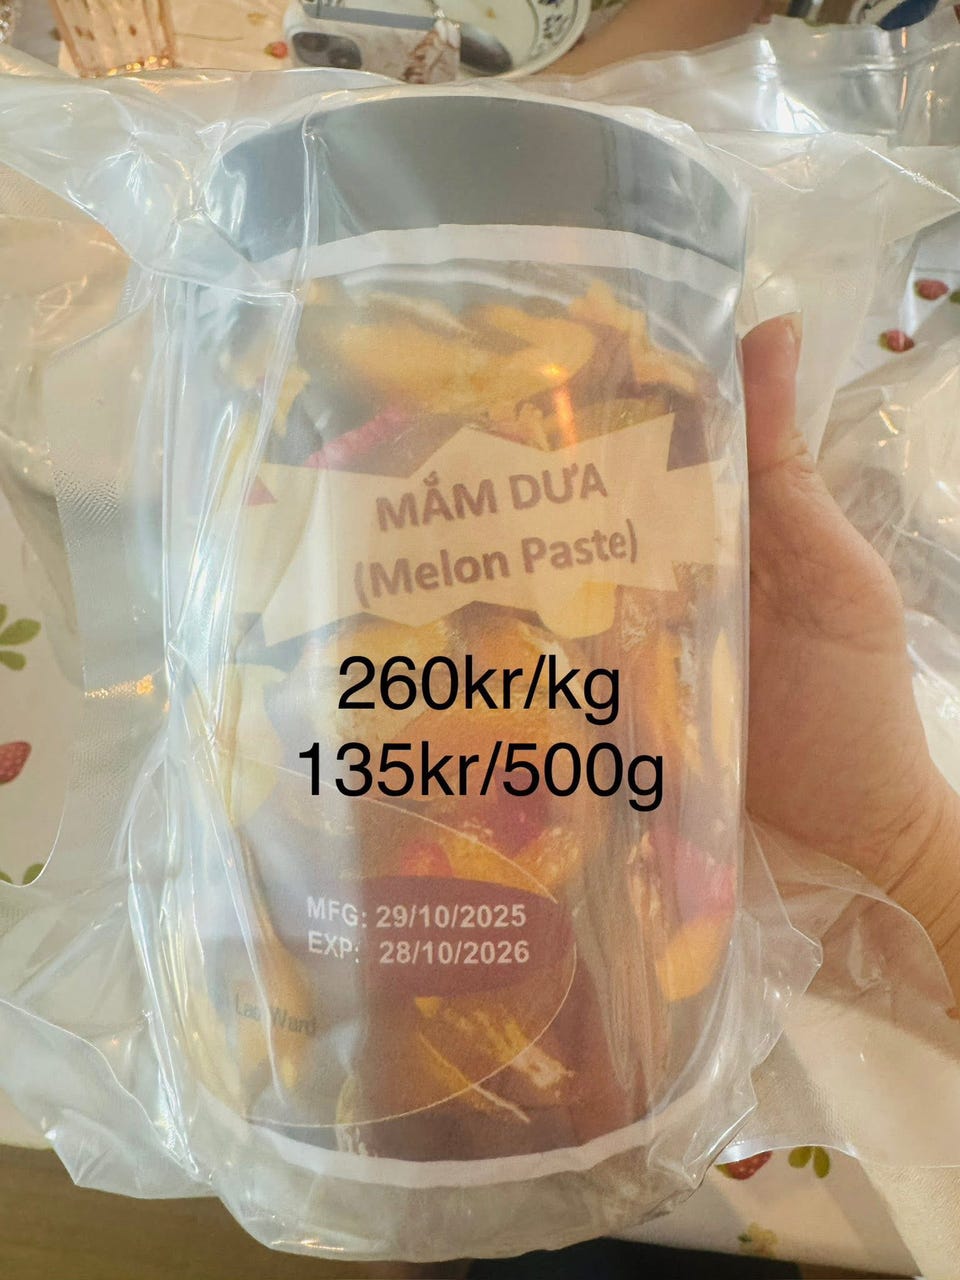 MẮM DƯA
(Melon Paste)
260kr/kg
135kr/500g
MFG: 29/10/2025
EXP: 28/10/2026